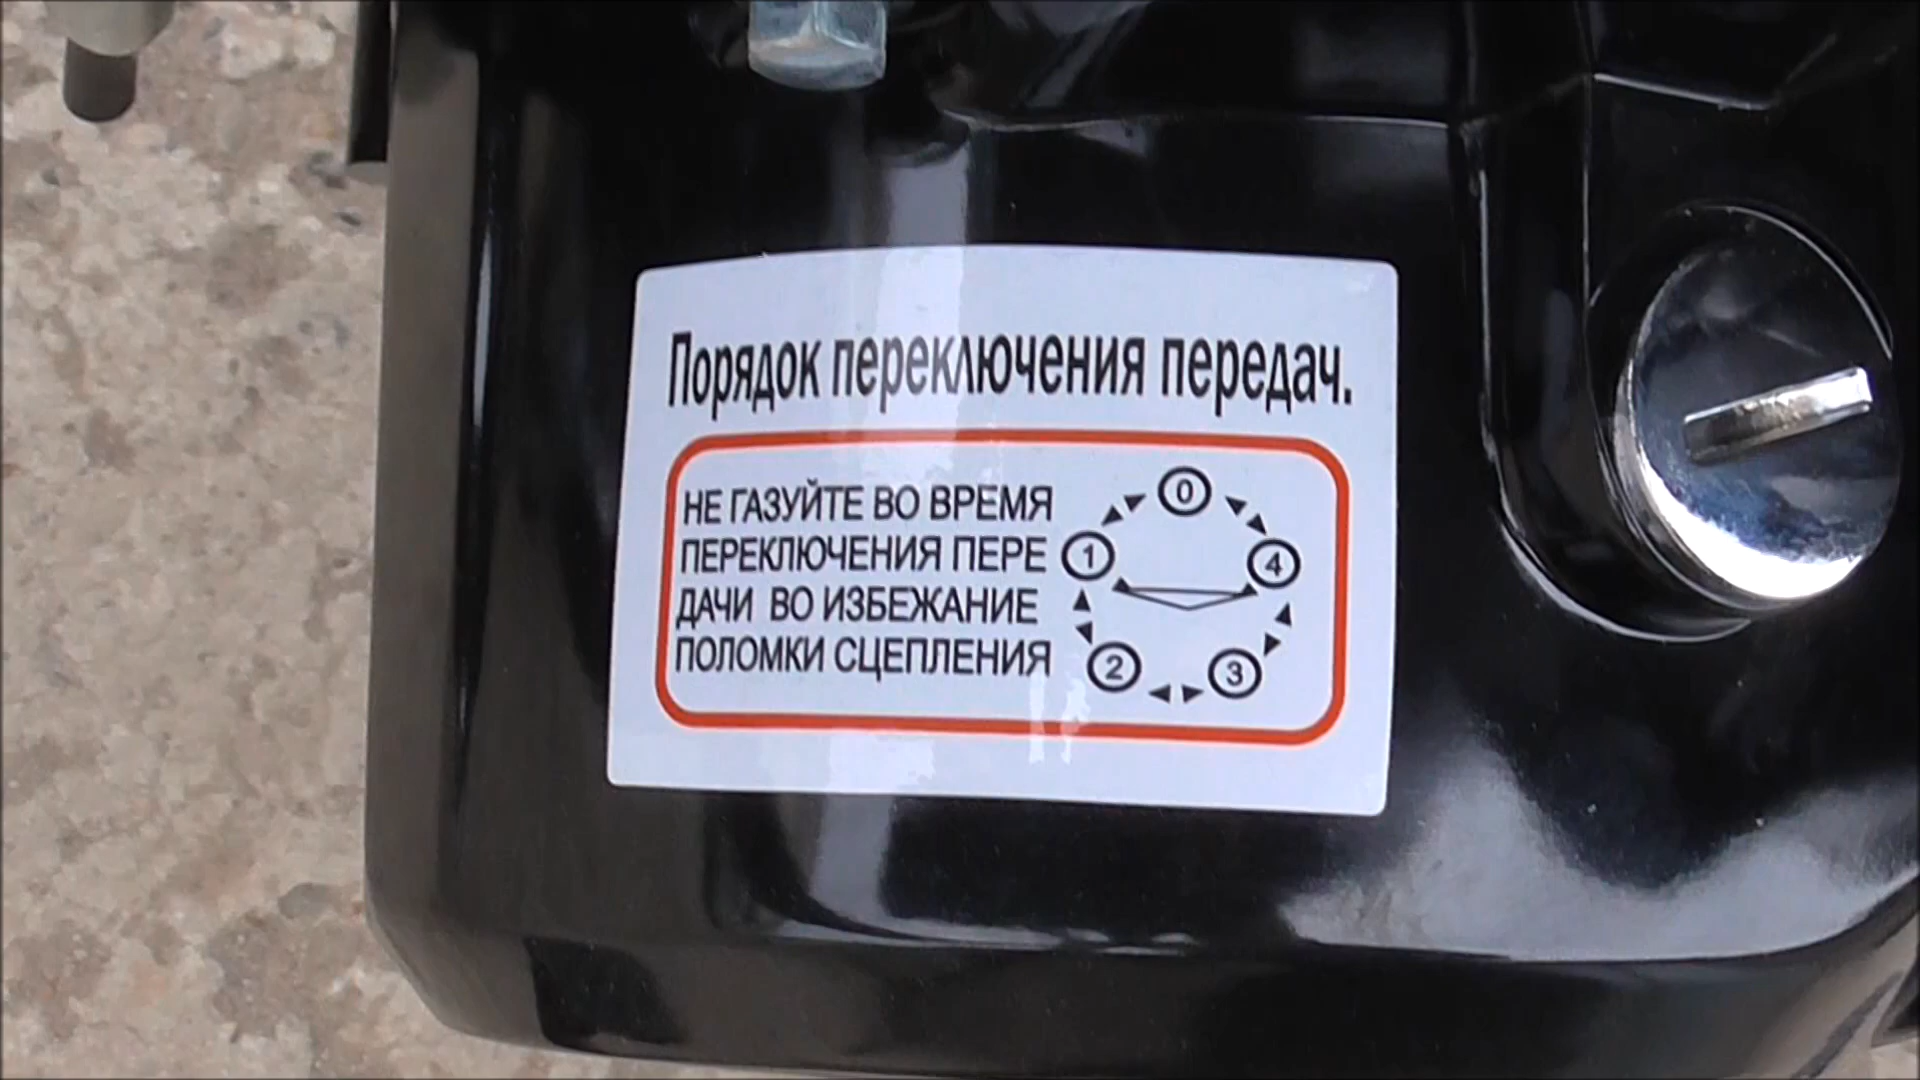 Порядок переключения передач.
НЕ ГАЗУЙТЕ ВО ВРЕМЯ
ПЕРЕКЛЮЧЕНИЯ ПЕРЕ
ДАЧИ ВО ИЗБЕЖАНИЕ
ПОЛОМКИ СЦЕПЛЕНИЯ
0
1
4
2
3